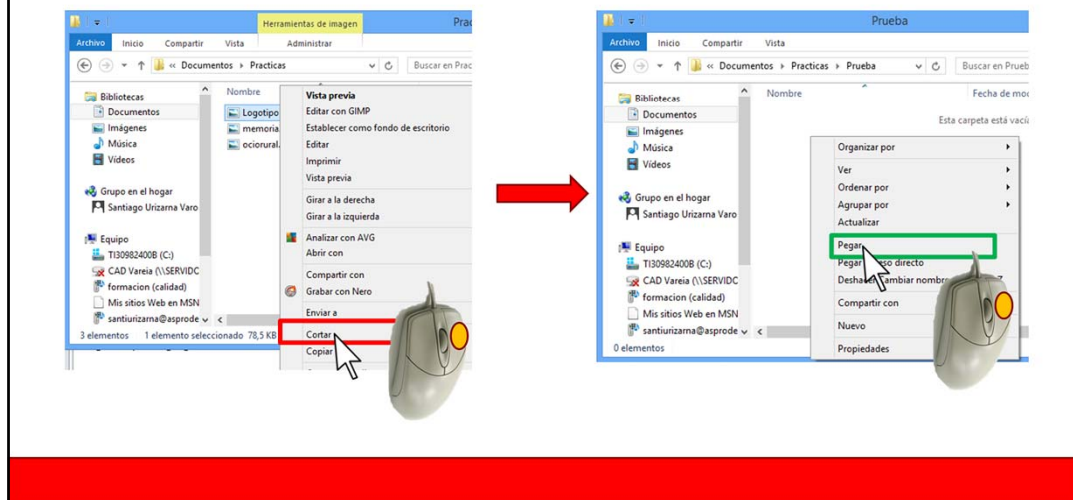 Herramientas de imagen
Archivo Inicio Compartir Vista Administrar
« Documentos Practicas
Buscar en
Bibliotecas
Documentos
Imágenes
Música
Vídeos
Grupo en el hogar
Santiago Urizarna Varo
Equipo
TI30982400B (C:)
CAD Vareia (\\SERVIDC
formacion (calidad)
Mis sitios Web en MSN
santiurizarna@asprode
3 elementos 1 elemento seleccionado 78,5 KB
Nombre
Logotipo
memoria.
ociorural.
Vista previa
Editar con GIMP
Establecer como fondo de escritorio
Editar
Imprimir
Vista previa
Girar a la derecha
Girar a la izquierda
Analizar con AVG
Abrir con
Compartir con
Grabar con Nero
Enviar a
Cortar
Copiar
Prueba
Archivo Inicio Compartir Vista
« Documentos Practicas Prueba
Buscar en
Bibliotecas
Documentos
Imágenes
Música
Vídeos
Grupo en el hogar
Santiago Urizarna Varo
Equipo
TI30982400B (C:)
CAD Vareia (\\SERVIDC
formacion (calidad)
Mis sitios Web en MSN
santiurizarna@asprode
0 elementos
Nombre Fecha de
Esta carpeta está
Organizar por
Ver
Ordenar por
Agrupar por
Actualizar
Pegar
Pegar directo
Deshacer Cambiar
Compartir con
Nuevo
Propiedades